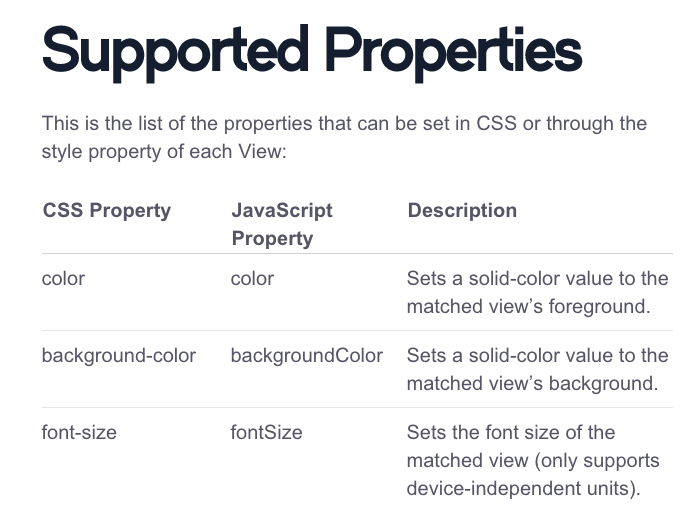 Supported Properties
This is the list of the properties that can be set in CSS or through the
style property of each View:
CSS Property JavaScript Property Description
color color Sets a solid-color value to the
matched view’s foreground.
background-color backgroundColor Sets a solid-color value to the
matched view’s background.
font-size fontSize Sets the font size of the
matched view (only supports
device-independent units).